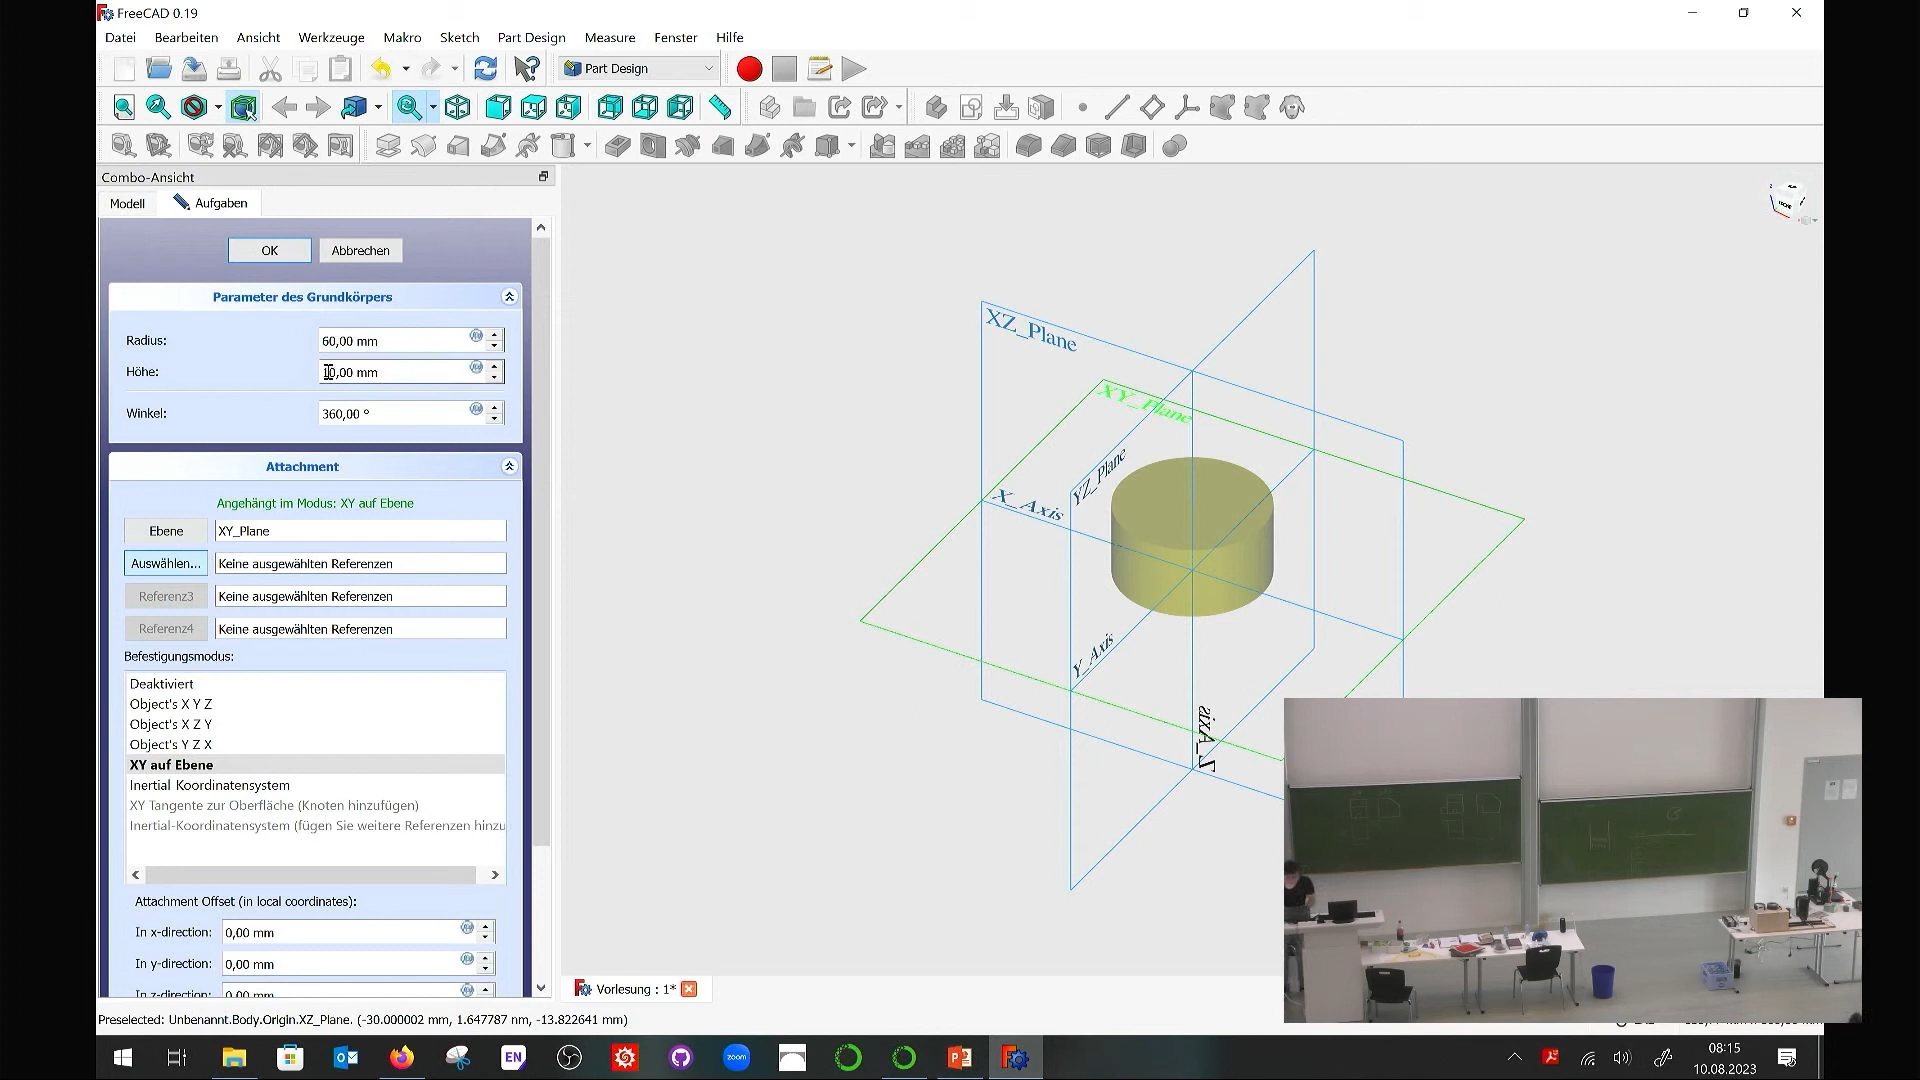 FreeCAD 0.19
Datei Bearbeiten Ansicht Werkzeuge Makro Sketch Part Design Measure Fenster Hilfe
Part Design
Combo-Ansicht
Modell Aufgaben
OK Abbrechen
Parameter des Grundkörpers
Radius: 60,00 mm
Höhe: 10,00 mm
Winkel: 360,00 °
Attachment
Angehängt im Modus: XY auf Ebene
Ebene XY_Plane
Auswählen... Keine ausgewählten Referenzen
Referenz3 Keine ausgewählten Referenzen
Referenz4 Keine ausgewählten Referenzen
Befestigungsmodus:
Deaktiviert
Object's X Y Z
Object's X Z Y
Object's Y Z X
XY auf Ebene
Inertial Koordinatensystem
XY Tangente zur Oberfläche (Knoten hinzufügen)
Inertial-Koordinatensystem (fügen Sie weitere Referenzen hinzu
Attachment Offset (in local coordinates):
In x-direction: 0,00 mm
In y-direction: 0,00 mm
In z-direction: 0,00 mm
XZ_Plane
XY_Plane
YZ_Plane
X_Axis
Y_Axis
Z_Axis
Vorlesung : 1*
Preselected: Unbenannt.Body.Origin.XZ_Plane. (-30.000002 mm, 1.647787 nm, -13.822641 mm)
EN
zoom
08:15
10.08.2023